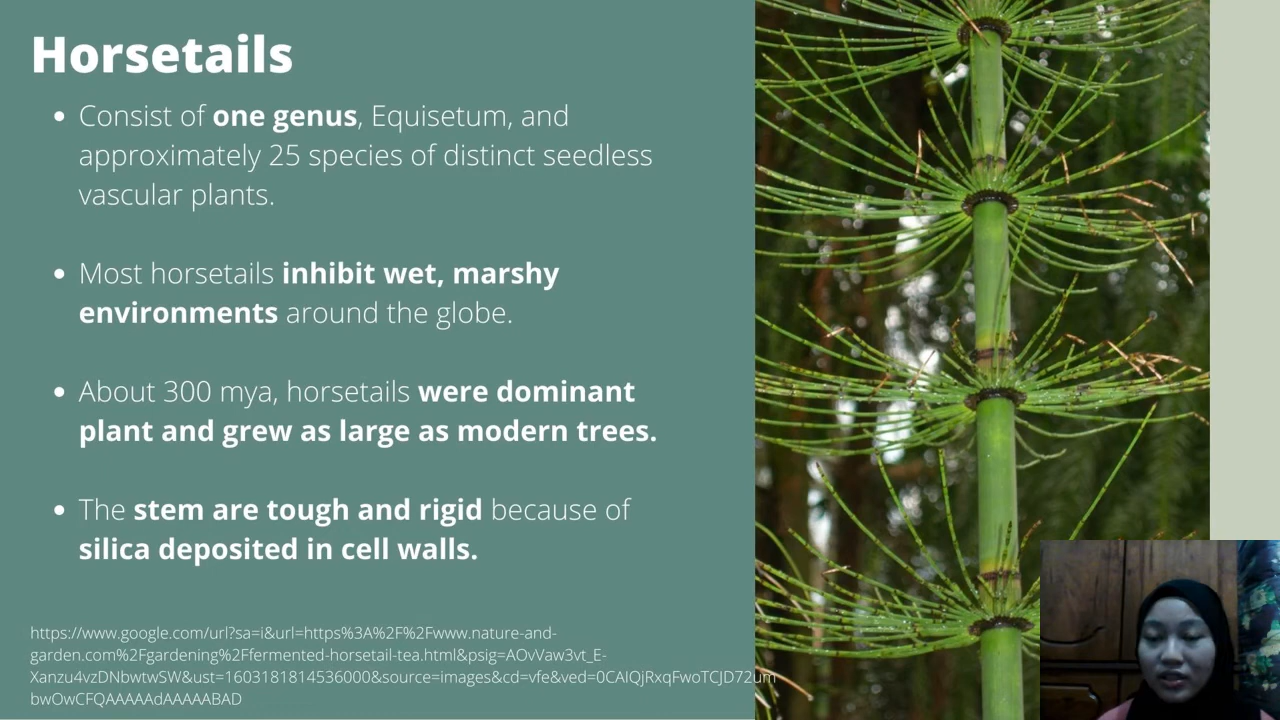 Horsetails
• Consist of one genus, Equisetum, and
approximately 25 species of distinct seedless
vascular plants.
• Most horsetails inhibit wet, marshy
environments around the globe.
• About 300 mya, horsetails were dominant
plant and grew as large as modern trees.
• The stem are tough and rigid because of
silica deposited in cell walls.
https://www.google.com/url?sa=i&url=https%3A%2F%2Fwww.nature-and-
garden.com%2Fgardening%2Ffermented-horsetail-tea.html&psig=AOvVaw3vt_E-
Xanzu4vzDNbwtwSW&ust=1603181814536000&source=images&cd=vfe&ved=0CAIQjRxqFwoTCJD72um
bwOwCFQAAAAAdAAAAABAD